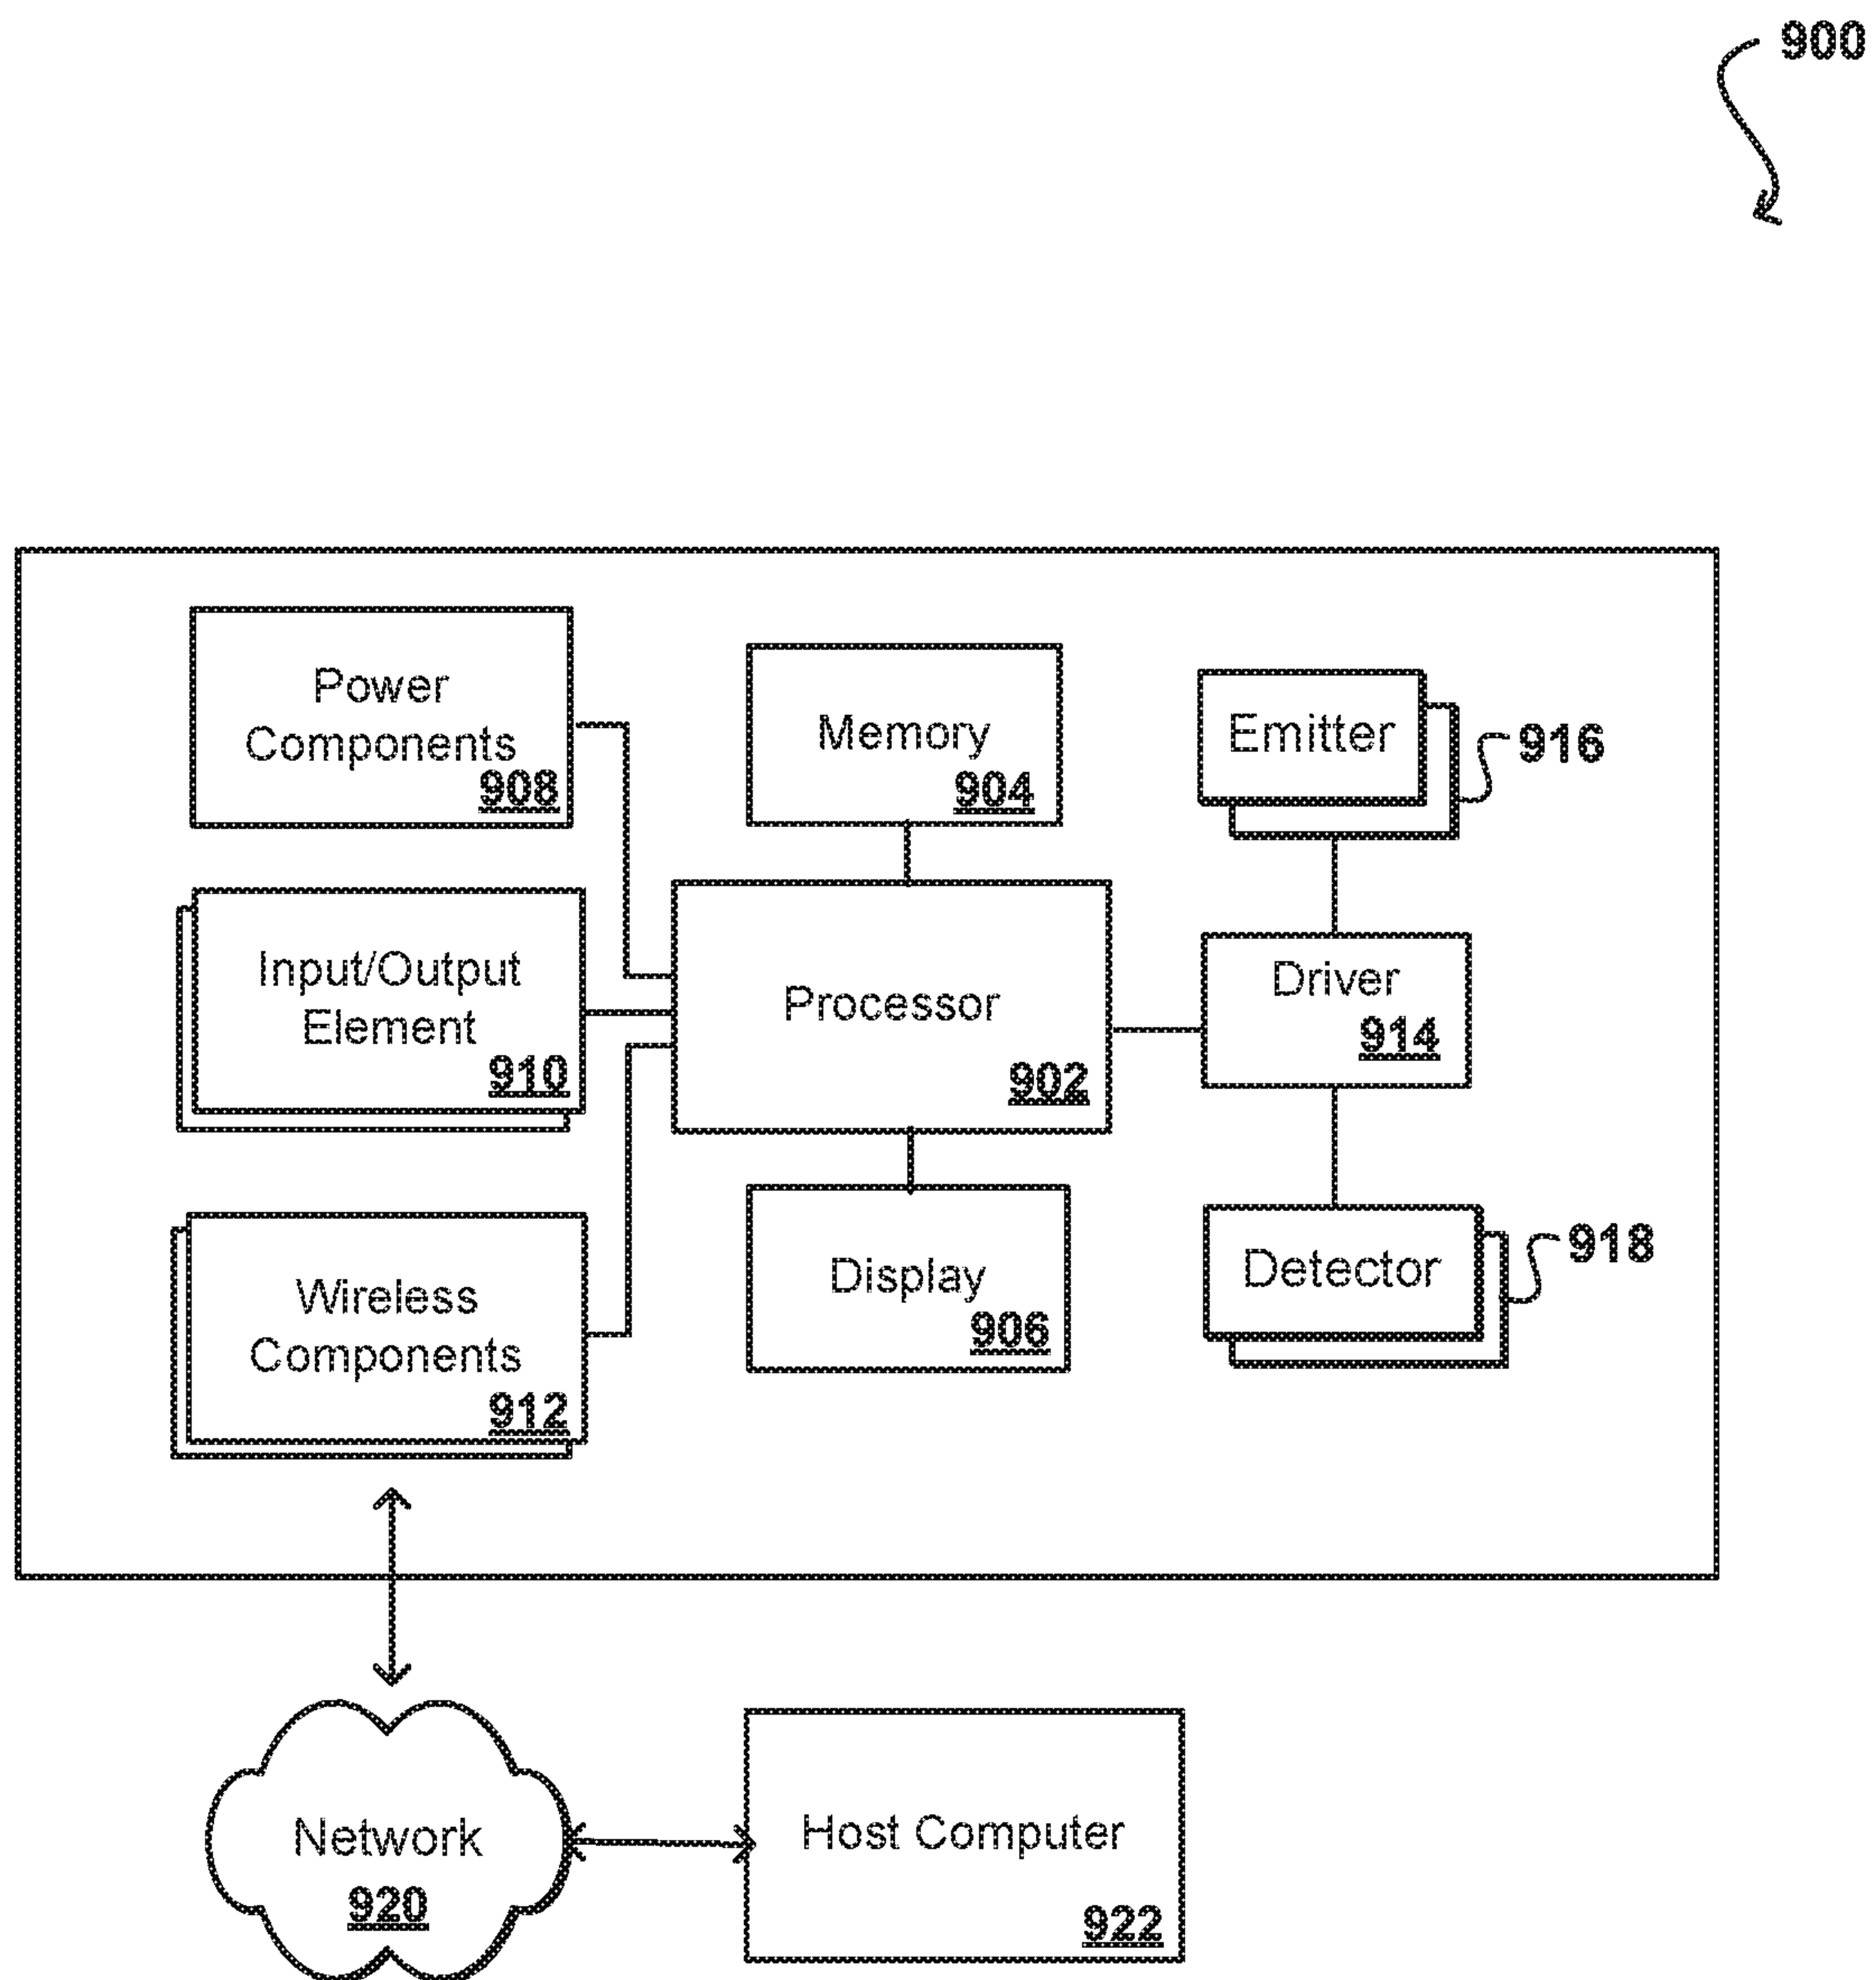 900
Power
Components
908
Memory
904
Emitter
916
Input/Output
Element
910
Processor
902
Driver
914
Wireless
Components
912
Display
906
Detector
918
Network
920
Host Computer
922